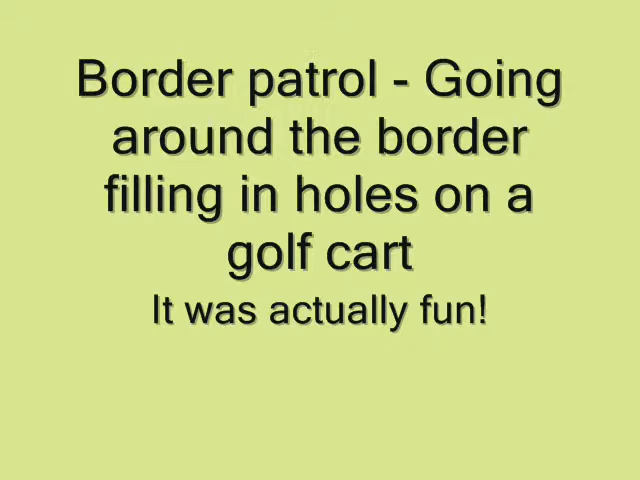 Border patrol - Going
around the border
filling in holes on a
golf cart
It was actually fun!